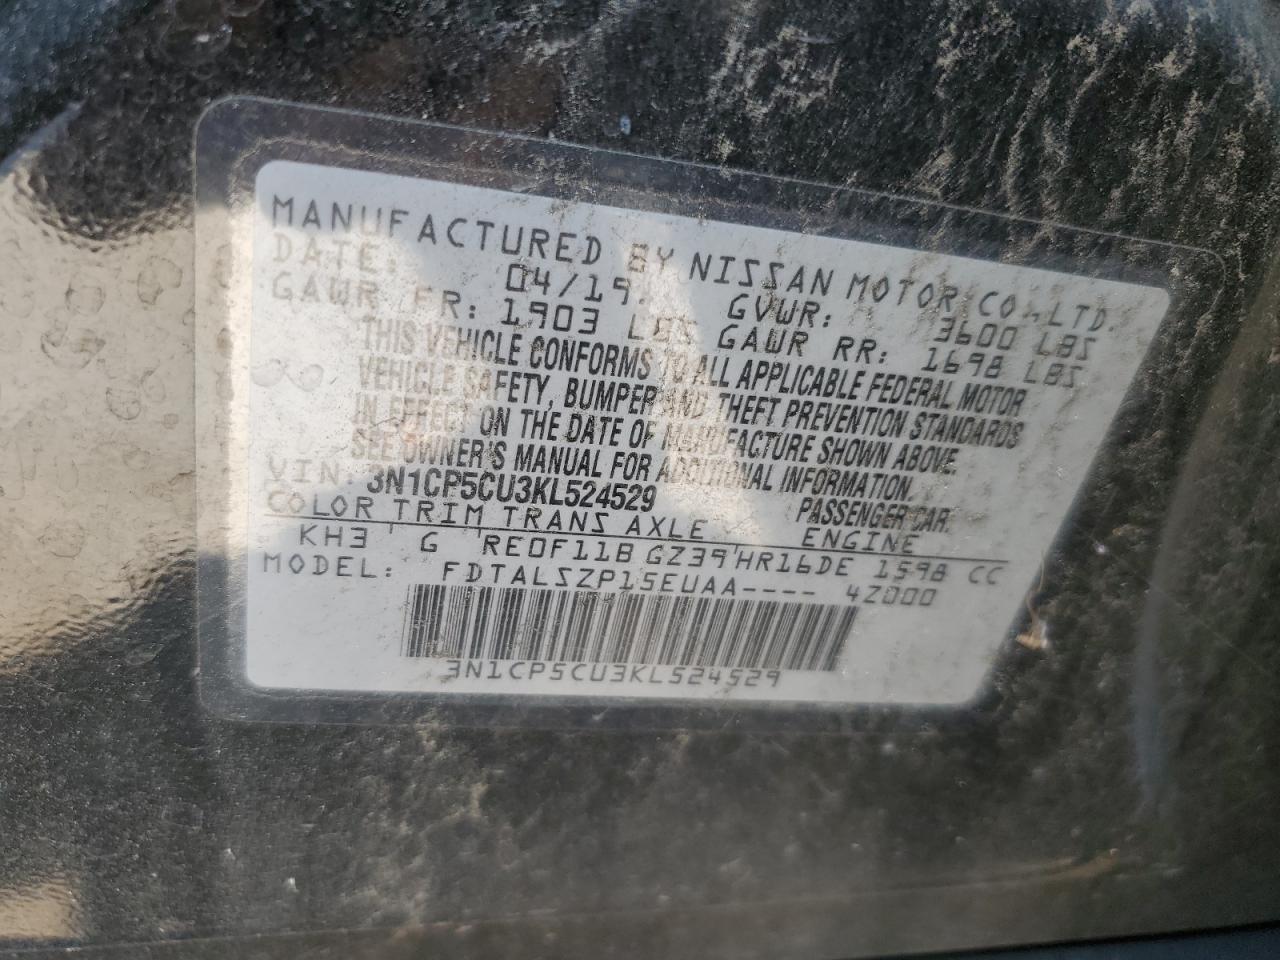 MANUFACTURED BY NISSAN MOTOR CO.,LTD.
DATE: 04/19. GVWR: 3600 LBS
GAWR FR: 1903 LBS GAWR RR: 1698 LBS
THIS VEHICLE CONFORMS TO ALL APPLICABLE FEDERAL MOTOR
VEHICLE SAFETY, BUMPER AND THEFT PREVENTION STANDARDS
IN EFFECT ON THE DATE OF MANUFACTURE SHOWN ABOVE.
SEE OWNER'S MANUAL FOR ADDITIONAL INFORMATION.
VIN 3N1CP5CU3KL524529 PASSENGER CAR
COLOR TRIM TRANS AXLE ENGINE
KH3 G RE0F11B GZ39 HR16DE 1598 CC
MODEL: FDTALSZP15EUAA---- 4Z000
3N1CP5CU3KL524529